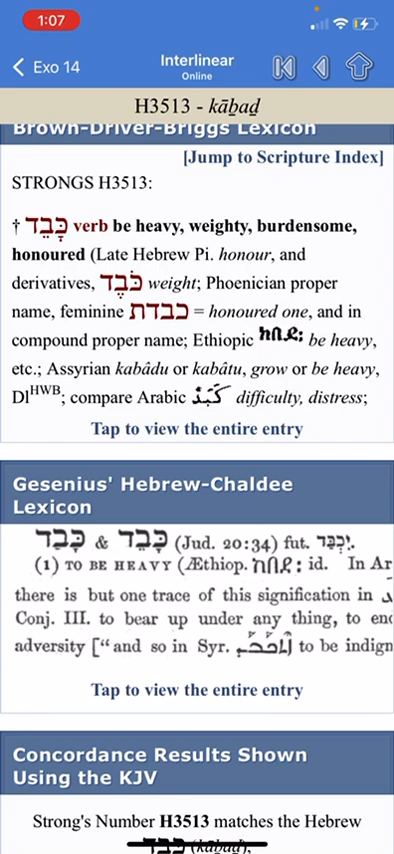 1:07
Exo 14
Interlinear
Online
H3513 - kāḇaḏ
Brown-Driver-Briggs Lexicon
[Jump to Scripture Index]
STRONGS H3513:
† כָּבֵד verb be heavy, weighty, burdensome,
honoured (Late Hebrew Pi. honour, and
derivatives, כֹּבֶד weight; Phoenician proper
name, feminine כבדת = honoured one, and in
compound proper name; Ethiopic ከብደ: be heavy,
etc.; Assyrian kabâdu or kabâtu, grow or be heavy,
Dl HWB; compare Arabic difficulty, distress;
Tap to view the entire entry
Gesenius' Hebrew-Chaldee
Lexicon
כָּבֵד & כָּבַד (Jud. 20:34) fut. יִכְבַּד.
(1) TO BE HEAVY (Æthiop. ከብደ: id. In Ar
there is but one trace of this signification in
Conj. III. to bear up under any thing, to en
adversity [“and so in Syr. to be indign
Tap to view the entire entry
Concordance Results Shown
Using the KJV
Strong's Number H3513 matches the Hebrew
כָּבַד (kāḇaḏ),